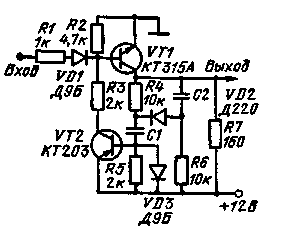 R1
1к
R2
4,7к
VT1
КТ315А
Вход
VD1
Д9Б
R3
2к
R4
10к
Выход
C2
VD2
Д220
VT2
КТ203
C1
R7
160
R5
2к
R6
10к
VD3
Д9Б
+12В